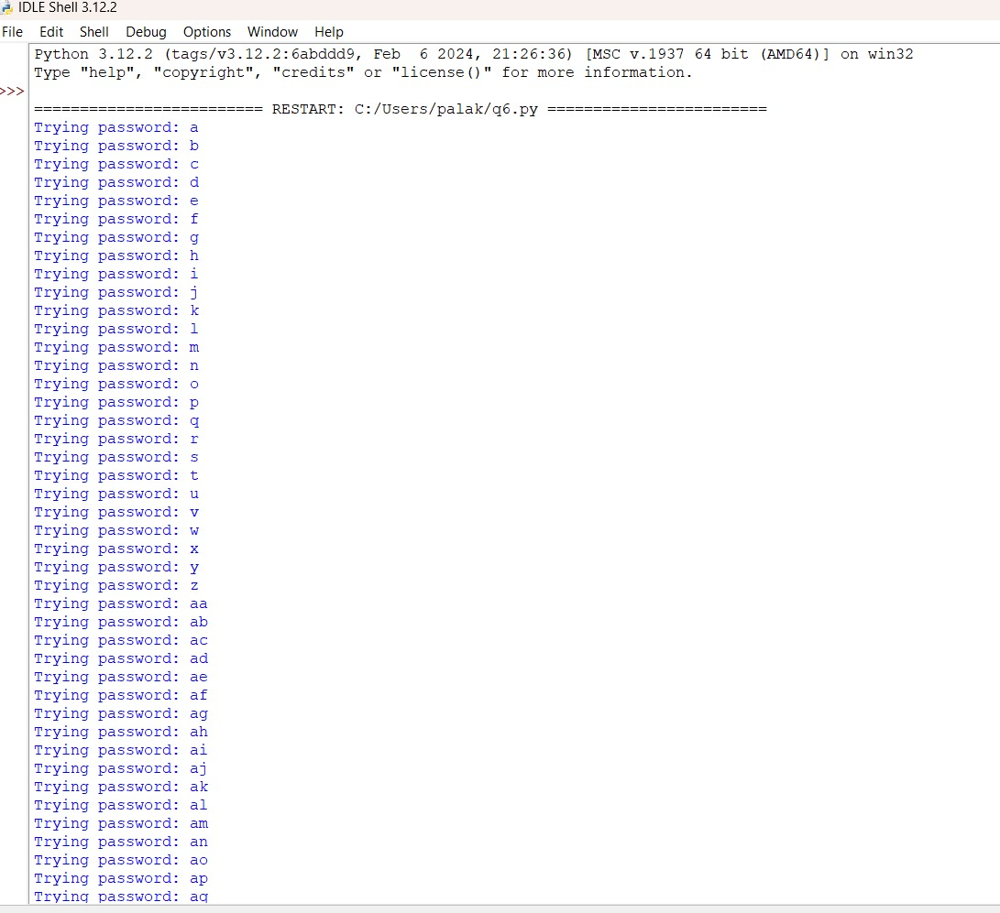 IDLE Shell 3.12.2
File Edit Shell Debug Options Window Help
Python 3.12.2 (tags/v3.12.2:6abddd9, Feb  6 2024, 21:26:36) [MSC v.1937 64 bit (AMD64)] on win32
Type "help", "copyright", "credits" or "license()" for more information.
>>>
========================= RESTART: C:/Users/palak/q6.py ========================
Trying password: a
Trying password: b
Trying password: c
Trying password: d
Trying password: e
Trying password: f
Trying password: g
Trying password: h
Trying password: i
Trying password: j
Trying password: k
Trying password: l
Trying password: m
Trying password: n
Trying password: o
Trying password: p
Trying password: q
Trying password: r
Trying password: s
Trying password: t
Trying password: u
Trying password: v
Trying password: w
Trying password: x
Trying password: y
Trying password: z
Trying password: aa
Trying password: ab
Trying password: ac
Trying password: ad
Trying password: ae
Trying password: af
Trying password: ag
Trying password: ah
Trying password: ai
Trying password: aj
Trying password: ak
Trying password: al
Trying password: am
Trying password: an
Trying password: ao
Trying password: ap
Trying password: aq